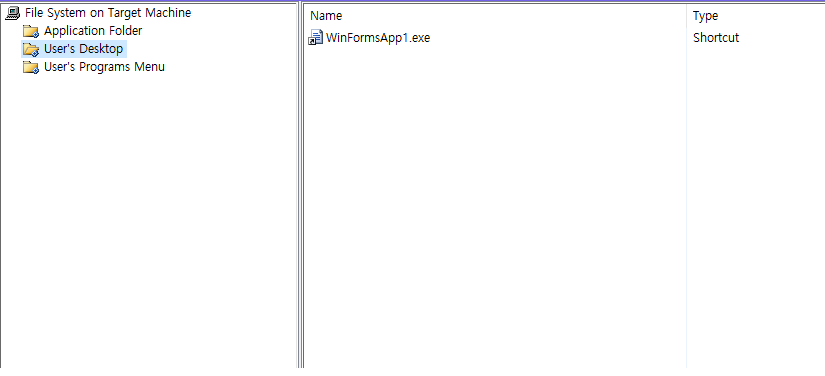 File System on Target Machine
Application Folder
User's Desktop
User's Programs Menu
Name Type
WinFormsApp1.exe Shortcut